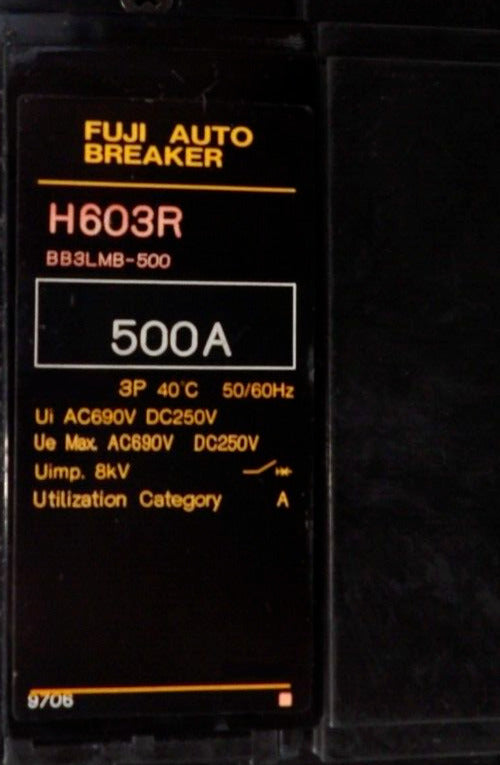 FUJI AUTO
BREAKER
H603R
BB3LMB-500
500A
3P 40°C 50/60Hz
Ui AC690V DC250V
Ue Max. AC690V DC250V
Uimp. 8kV
Utilization Category A
9706